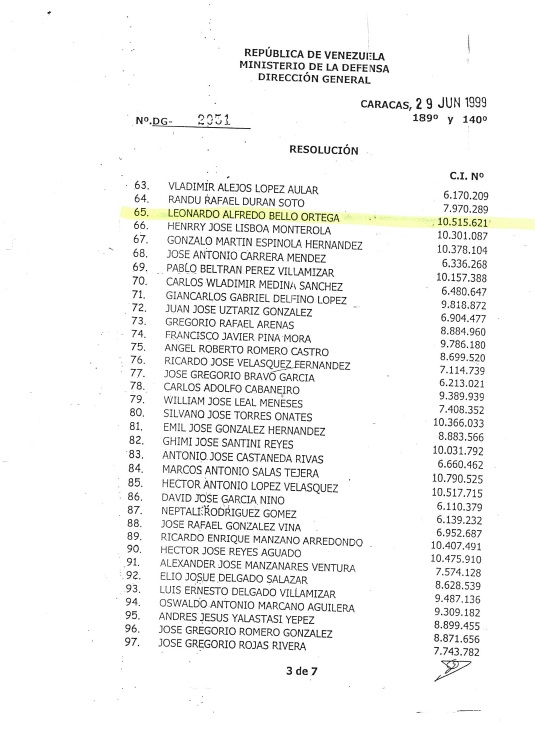 REPÚBLICA DE VENEZUELA
MINISTERIO DE LA DEFENSA
DIRECCIÓN GENERAL
CARACAS, 29 JUN 1999
Nº.DG- 2951 189º y 140º
RESOLUCIÓN
C.I. Nº
63. VLADIMIR ALEJOS LOPEZ AULAR 6.170.209
64. RANDU RAFAEL DURAN SOTO 7.970.289
65. LEONARDO ALFREDO BELLO ORTEGA 10.515.621
66. HENRRY JOSE LISBOA MONTEROLA 10.301.087
67. GONZALO MARTIN ESPINOLA HERNANDEZ 10.378.104
68. JOSE ANTONIO CARRERA MENDEZ 6.336.268
69. PABLO BELTRAN PEREZ VILLAMIZAR 10.157.388
70. CARLOS WLADIMIR MEDINA SANCHEZ 6.480.647
71. GIANCARLOS GABRIEL DELFINO LOPEZ 9.818.872
72. JUAN JOSE UZTARIZ GONZALEZ 6.904.477
73. GREGORIO RAFAEL ARENAS 8.884.960
74. FRANCISCO JAVIER PINA MORA 9.786.180
75. ANGEL ROBERTO ROMERO CASTRO 8.699.520
76. RICARDO JOSE VELASQUEZ FERNANDEZ 7.114.739
77. JOSE GREGORIO BRAVO GARCIA 6.213.021
78. CARLOS ADOLFO CABANEIRO 9.389.939
79. WILLIAM JOSE LEAL MENESES 7.408.352
80. SILVANO JOSE TORRES ONATES 10.366.033
81. EMIL JOSE GONZALEZ HERNANDEZ 8.883.566
82. GHIMI JOSE SANTINI REYES 10.031.792
83. ANTONIO JOSE CASTANEDA RIVAS 6.660.462
84. MARCOS ANTONIO SALAS TEJERA 10.790.525
85. HECTOR ANTONIO LOPEZ VELASQUEZ 10.517.715
86. DAVID JOSE GARCIA NINO 6.110.379
87. NEPTALI RODRIGUEZ GOMEZ 6.139.232
88. JOSE RAFAEL GONZALEZ VINA 6.952.687
89. RICARDO ENRIQUE MANZANO ARREDONDO 10.407.491
90. HECTOR JOSE REYES AGUADO 10.475.910
91. ALEXANDER JOSE MANZANARES VENTURA 7.574.128
92. ELIO JOSUE DELGADO SALAZAR 8.628.539
93. LUIS ERNESTO DELGADO VILLAMIZAR 9.487.136
94. OSWALDO ANTONIO MARCANO AGUILERA 9.309.182
95. ANDRES JESUS YALASTASI YEPEZ 8.899.455
96. JOSE GREGORIO ROMERO GONZALEZ 8.871.656
97. JOSE GREGORIO ROJAS RIVERA 7.743.782
3 de 7